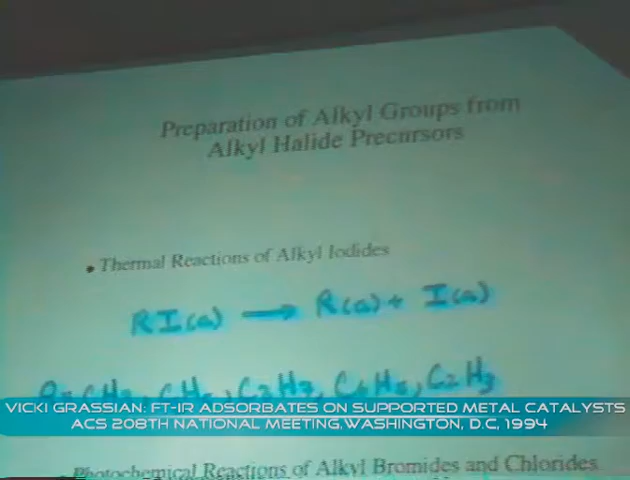 Preparation of Alkyl Groups from
Alkyl Halide Precursors
• Thermal Reactions of Alkyl Iodides
RI(a) → R(a) + I(a)
VICKI GRASSIAN: FT-IR ADSORBATES ON SUPPORTED METAL CATALYSTS
ACS 208TH NATIONAL MEETING, WASHINGTON, D.C, 1994
Photochemical Reactions of Alkyl Bromides and Chlorides